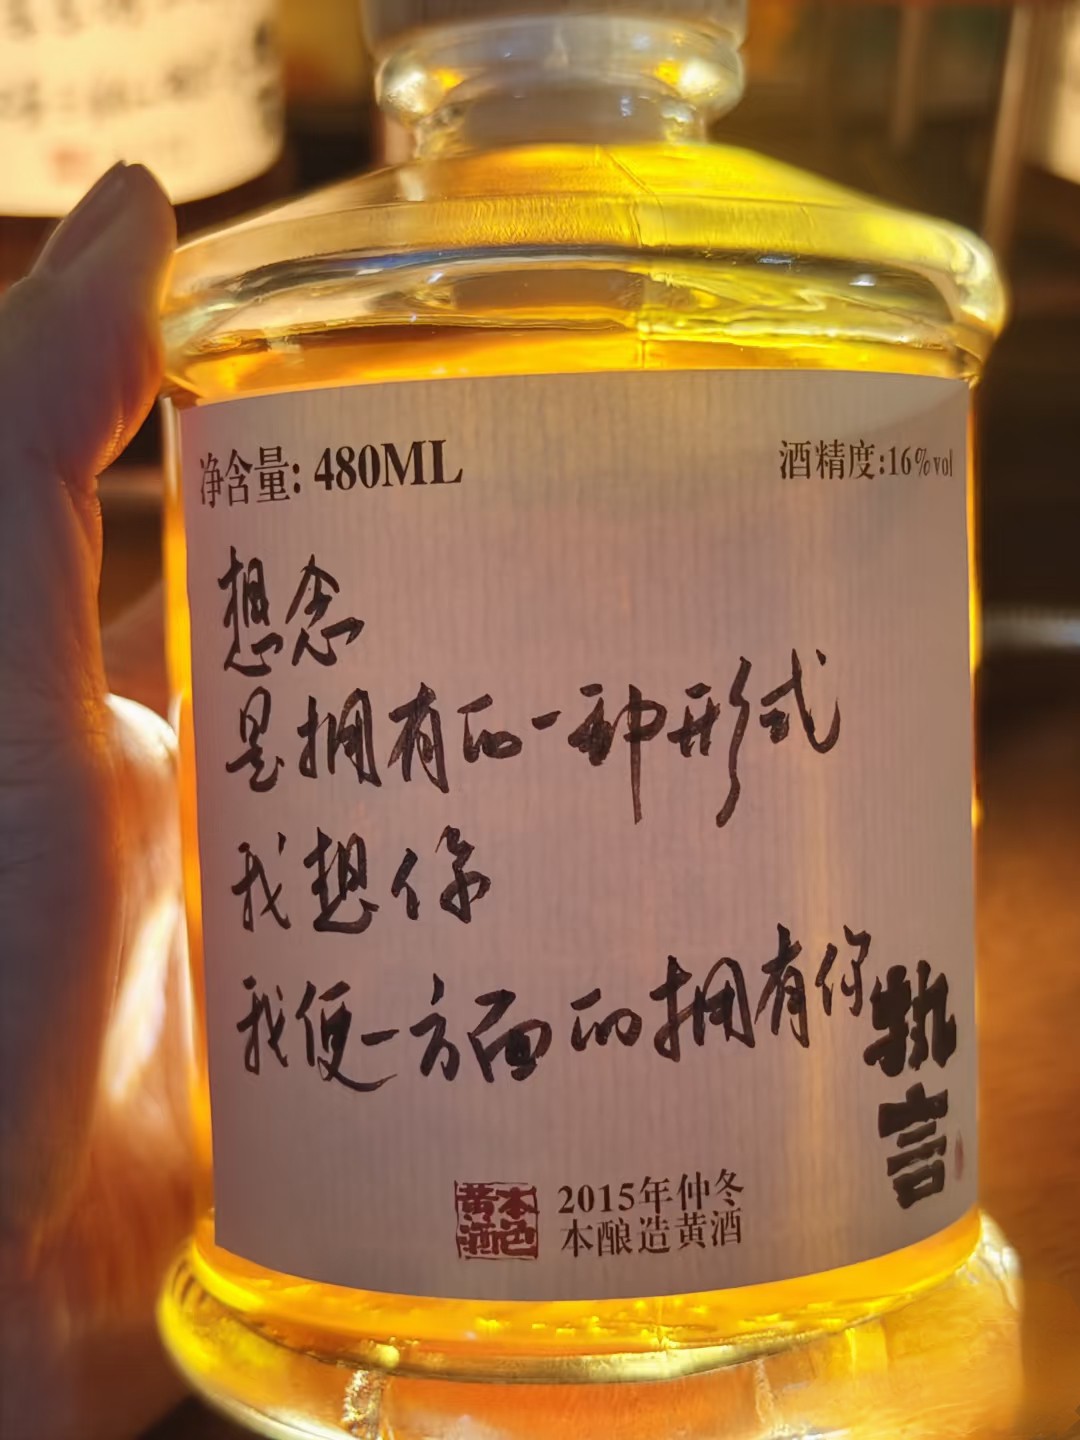 净含量: 480ML
酒精度:16%vol
想念
是拥有的一种形式
我想你
我便一方面的拥有你
执言
本色黄酒
2015年仲冬
本酿造黄酒